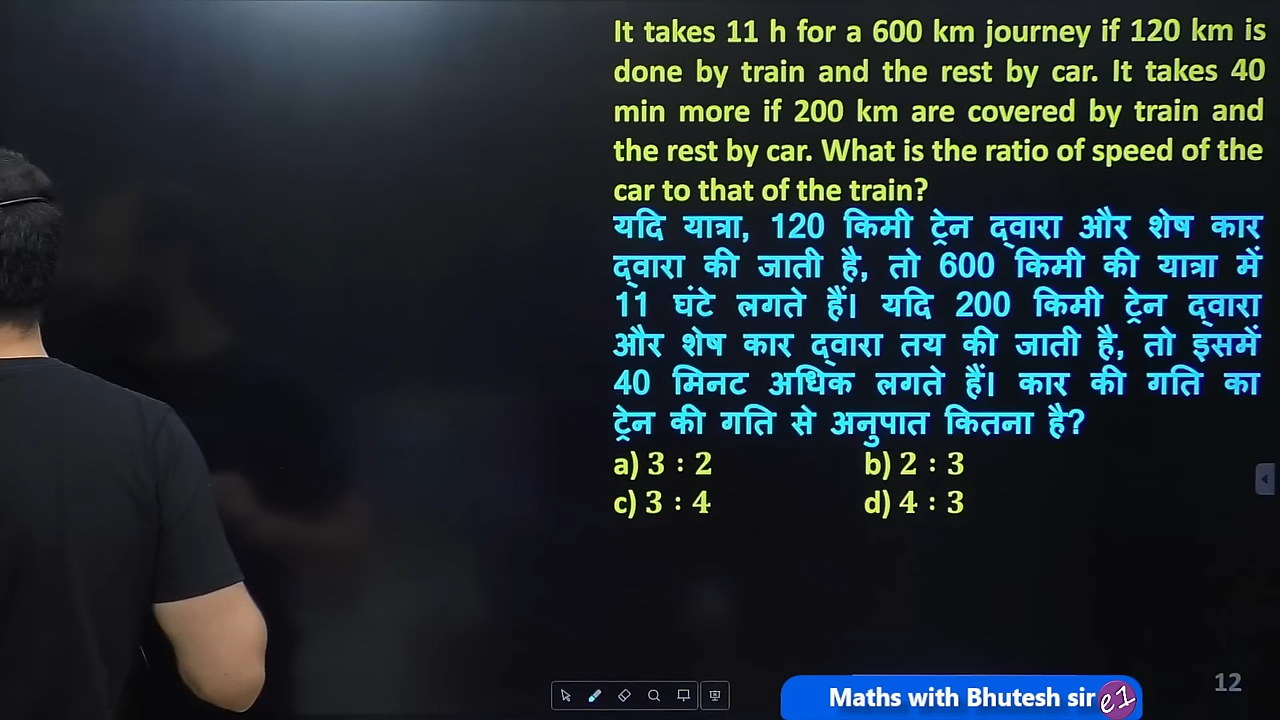 It takes 11 h for a 600 km journey if 120 km is
done by train and the rest by car. It takes 40
min more if 200 km are covered by train and
the rest by car. What is the ratio of speed of the
car to that of the train?
यदि यात्रा, 120 किमी ट्रेन द्वारा और शेष कार
द्वारा की जाती है, तो 600 किमी की यात्रा में
11 घंटे लगते हैं। यदि 200 किमी ट्रेन द्वारा
और शेष कार द्वारा तय की जाती है, तो इसमें
40 मिनट अधिक लगते हैं। कार की गति का
ट्रेन की गति से अनुपात कितना है?
a) 3 : 2 b) 2 : 3
c) 3 : 4 d) 4 : 3
12
Maths with Bhutesh sir e1